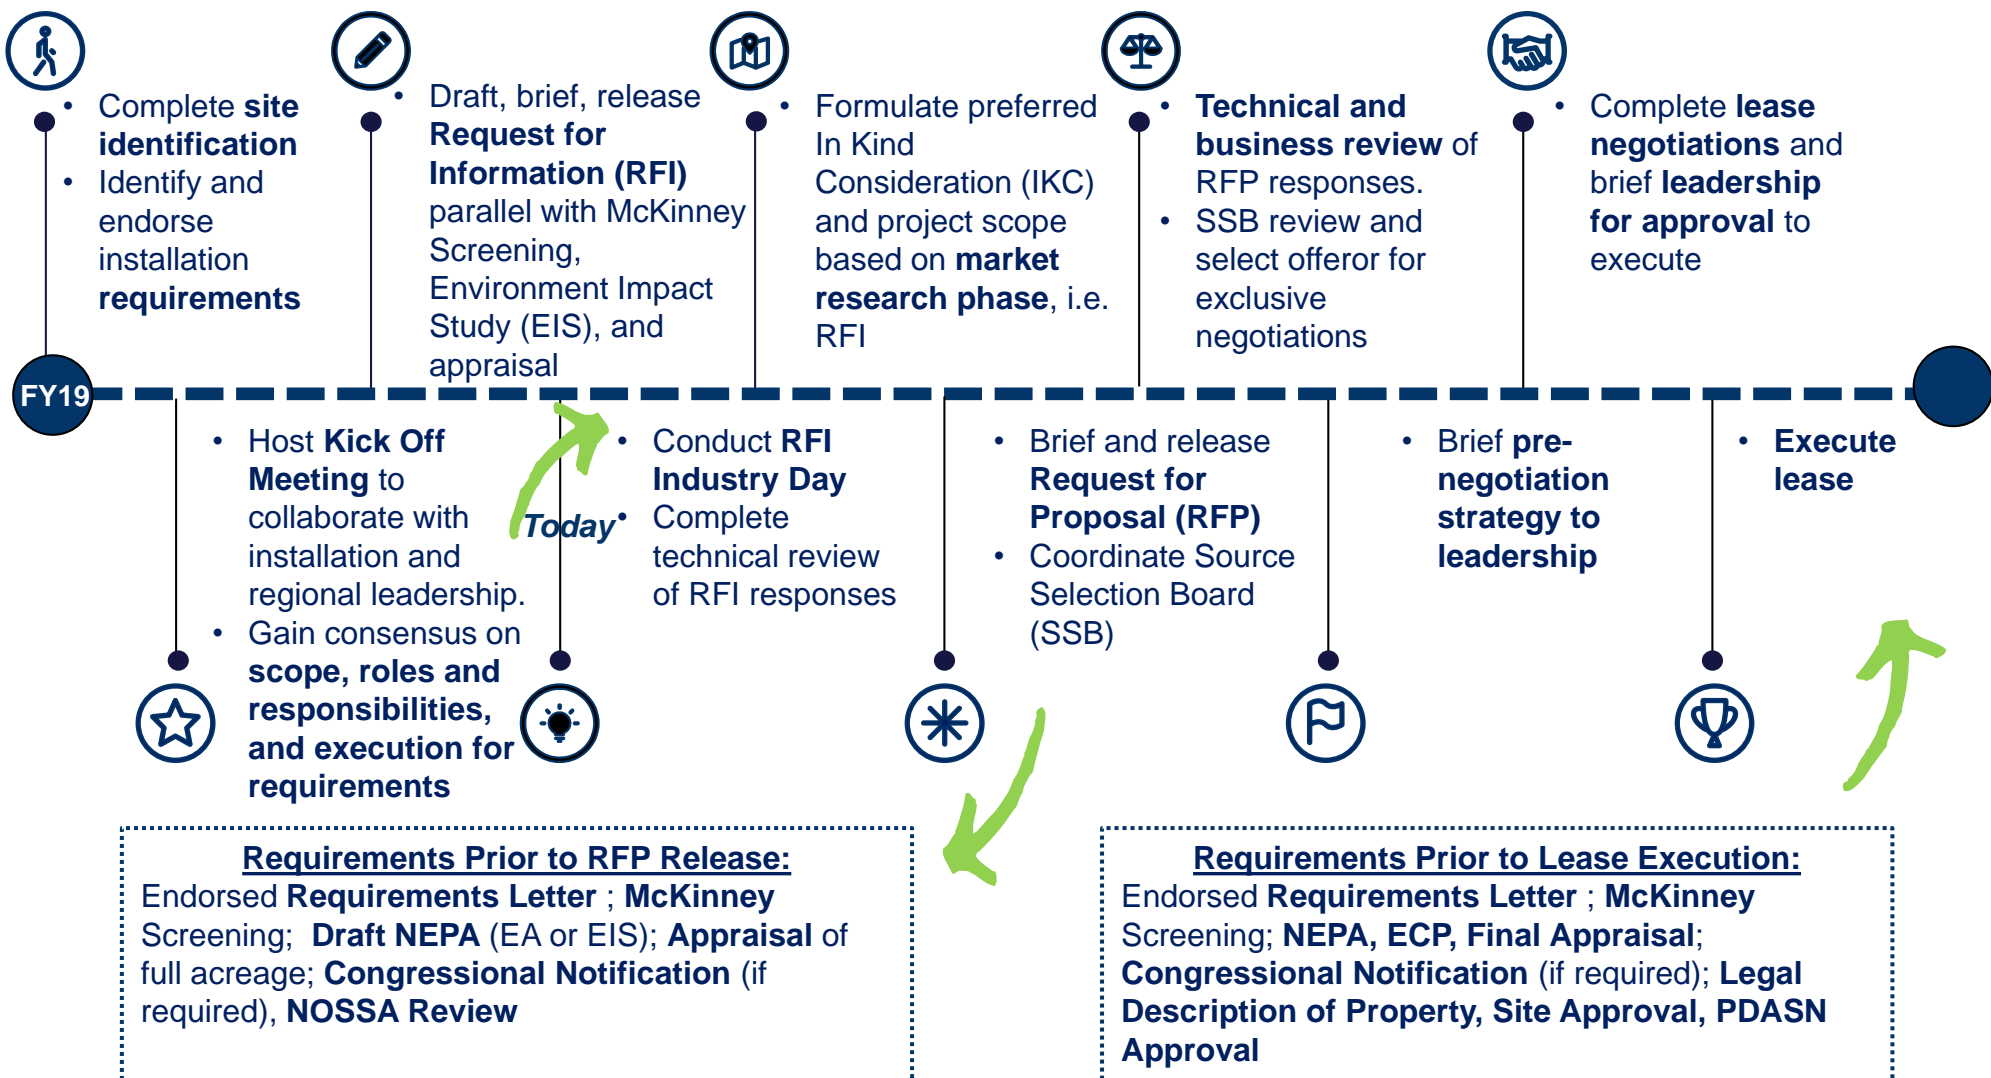 • Complete site
identification
• Identify and
endorse
installation
requirements
• Draft, brief, release
Request for
Information (RFI)
parallel with McKinney
Screening,
Environment Impact
Study (EIS), and
appraisal
• Formulate preferred
In Kind
Consideration (IKC)
and project scope
based on market
research phase, i.e.
RFI
• Technical and
business review of
RFP responses.
• SSB review and
select offeror for
exclusive
negotiations
• Complete lease
negotiations and
brief leadership
for approval to
execute
FY19
• Host Kick Off
Meeting to
collaborate with
installation and
regional leadership.
• Gain consensus on
scope, roles and
responsibilities,
and execution for
requirements
Today
• Conduct RFI
Industry Day
• Complete
technical review
of RFI responses
• Brief and release
Request for
Proposal (RFP)
• Coordinate Source
Selection Board
(SSB)
• Brief pre-
negotiation
strategy to
leadership
• Execute
lease
Requirements Prior to RFP Release:
Endorsed Requirements Letter ; McKinney
Screening; Draft NEPA (EA or EIS); Appraisal of
full acreage; Congressional Notification (if
required), NOSSA Review
Requirements Prior to Lease Execution:
Endorsed Requirements Letter ; McKinney
Screening; NEPA, ECP, Final Appraisal;
Congressional Notification (if required); Legal
Description of Property, Site Approval, PDASN
Approval